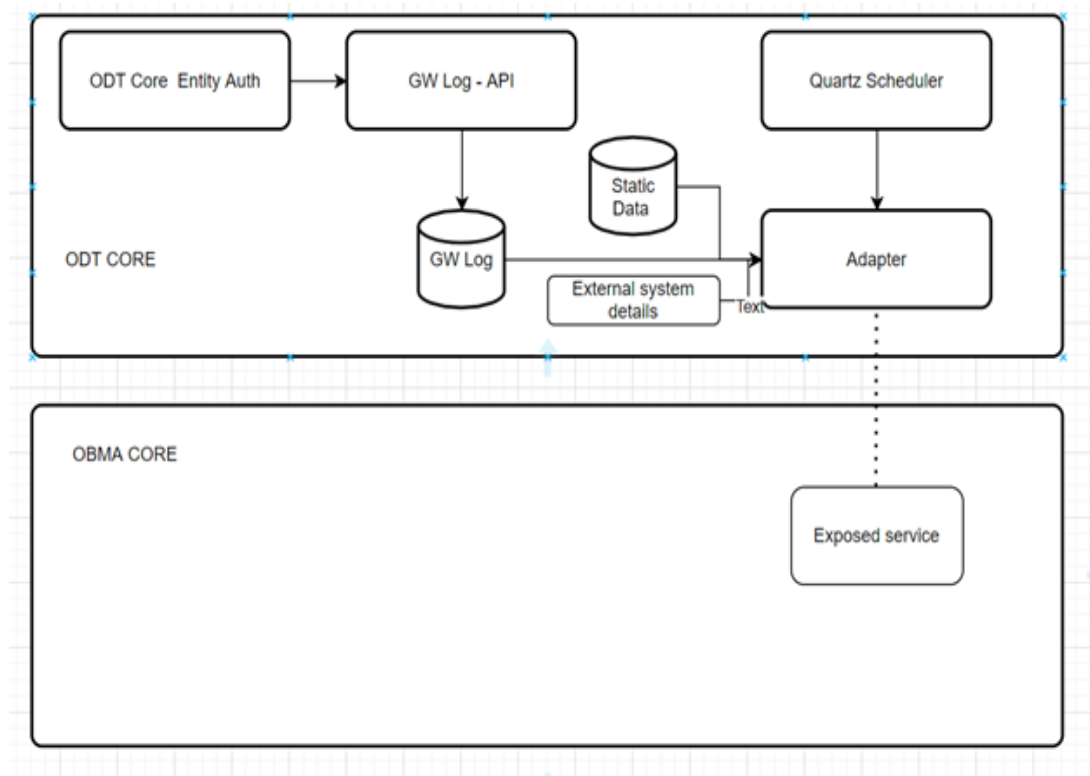 ODT Core Entity Auth
GW Log - API
Quartz Scheduler
Static
Data
ODT CORE
GW Log
Adapter
External system
details
Text
OBMA CORE
Exposed service